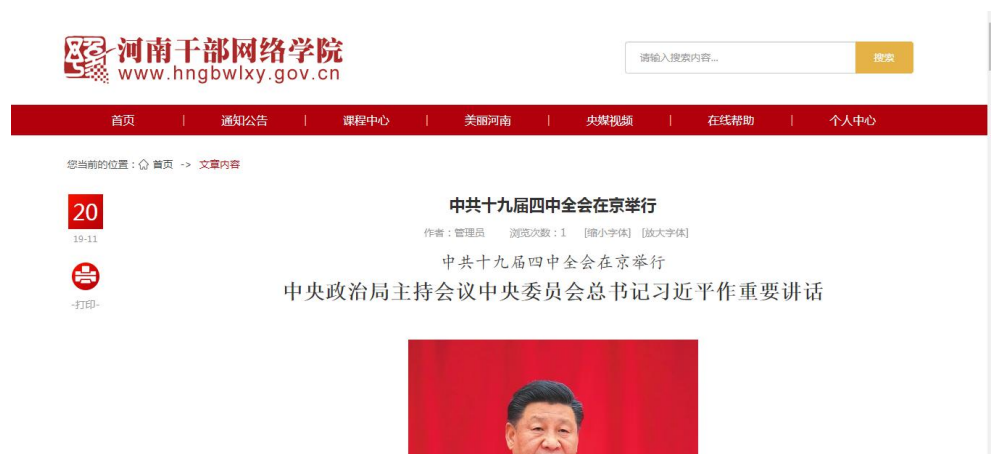 河南干部网络学院
www.hngbwlxy.gov.cn
请输入搜索内容...
搜索
首页 | 通知公告 | 课程中心 | 美丽河南 | 央媒视频 | 在线帮助 | 个人中心
您当前的位置：首页 -> 文章内容
20
19-11
-打印-
中共十九届四中全会在京举行
作者：管理员 浏览次数：1 [缩小字体] [放大字体]
中共十九届四中全会在京举行
中央政治局主持会议中央委员会总书记习近平作重要讲话